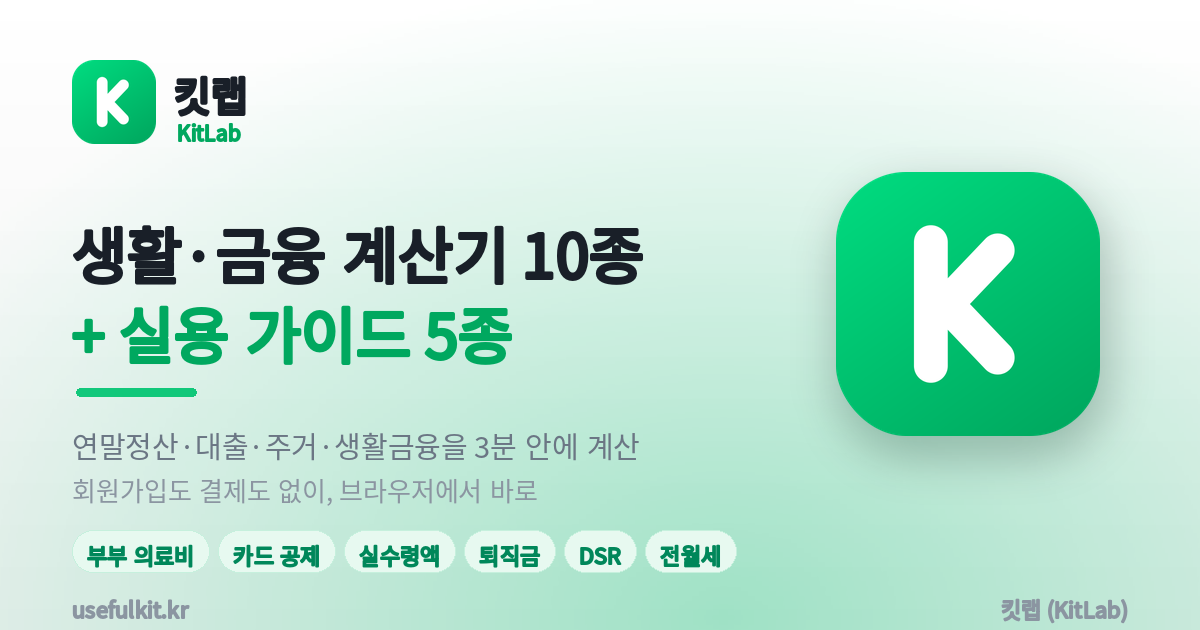 K
킷랩
KitLab
생활·금융 계산기 10종
+ 실용 가이드 5종
K
연말정산·대출·주거·생활금융을 3분 안에 계산
회원가입도 결제도 없이, 브라우저에서 바로
부부 의료비 카드 공제 실수령액 퇴직금 DSR 전월세
usefulkit.kr
킷랩 (KitLab)